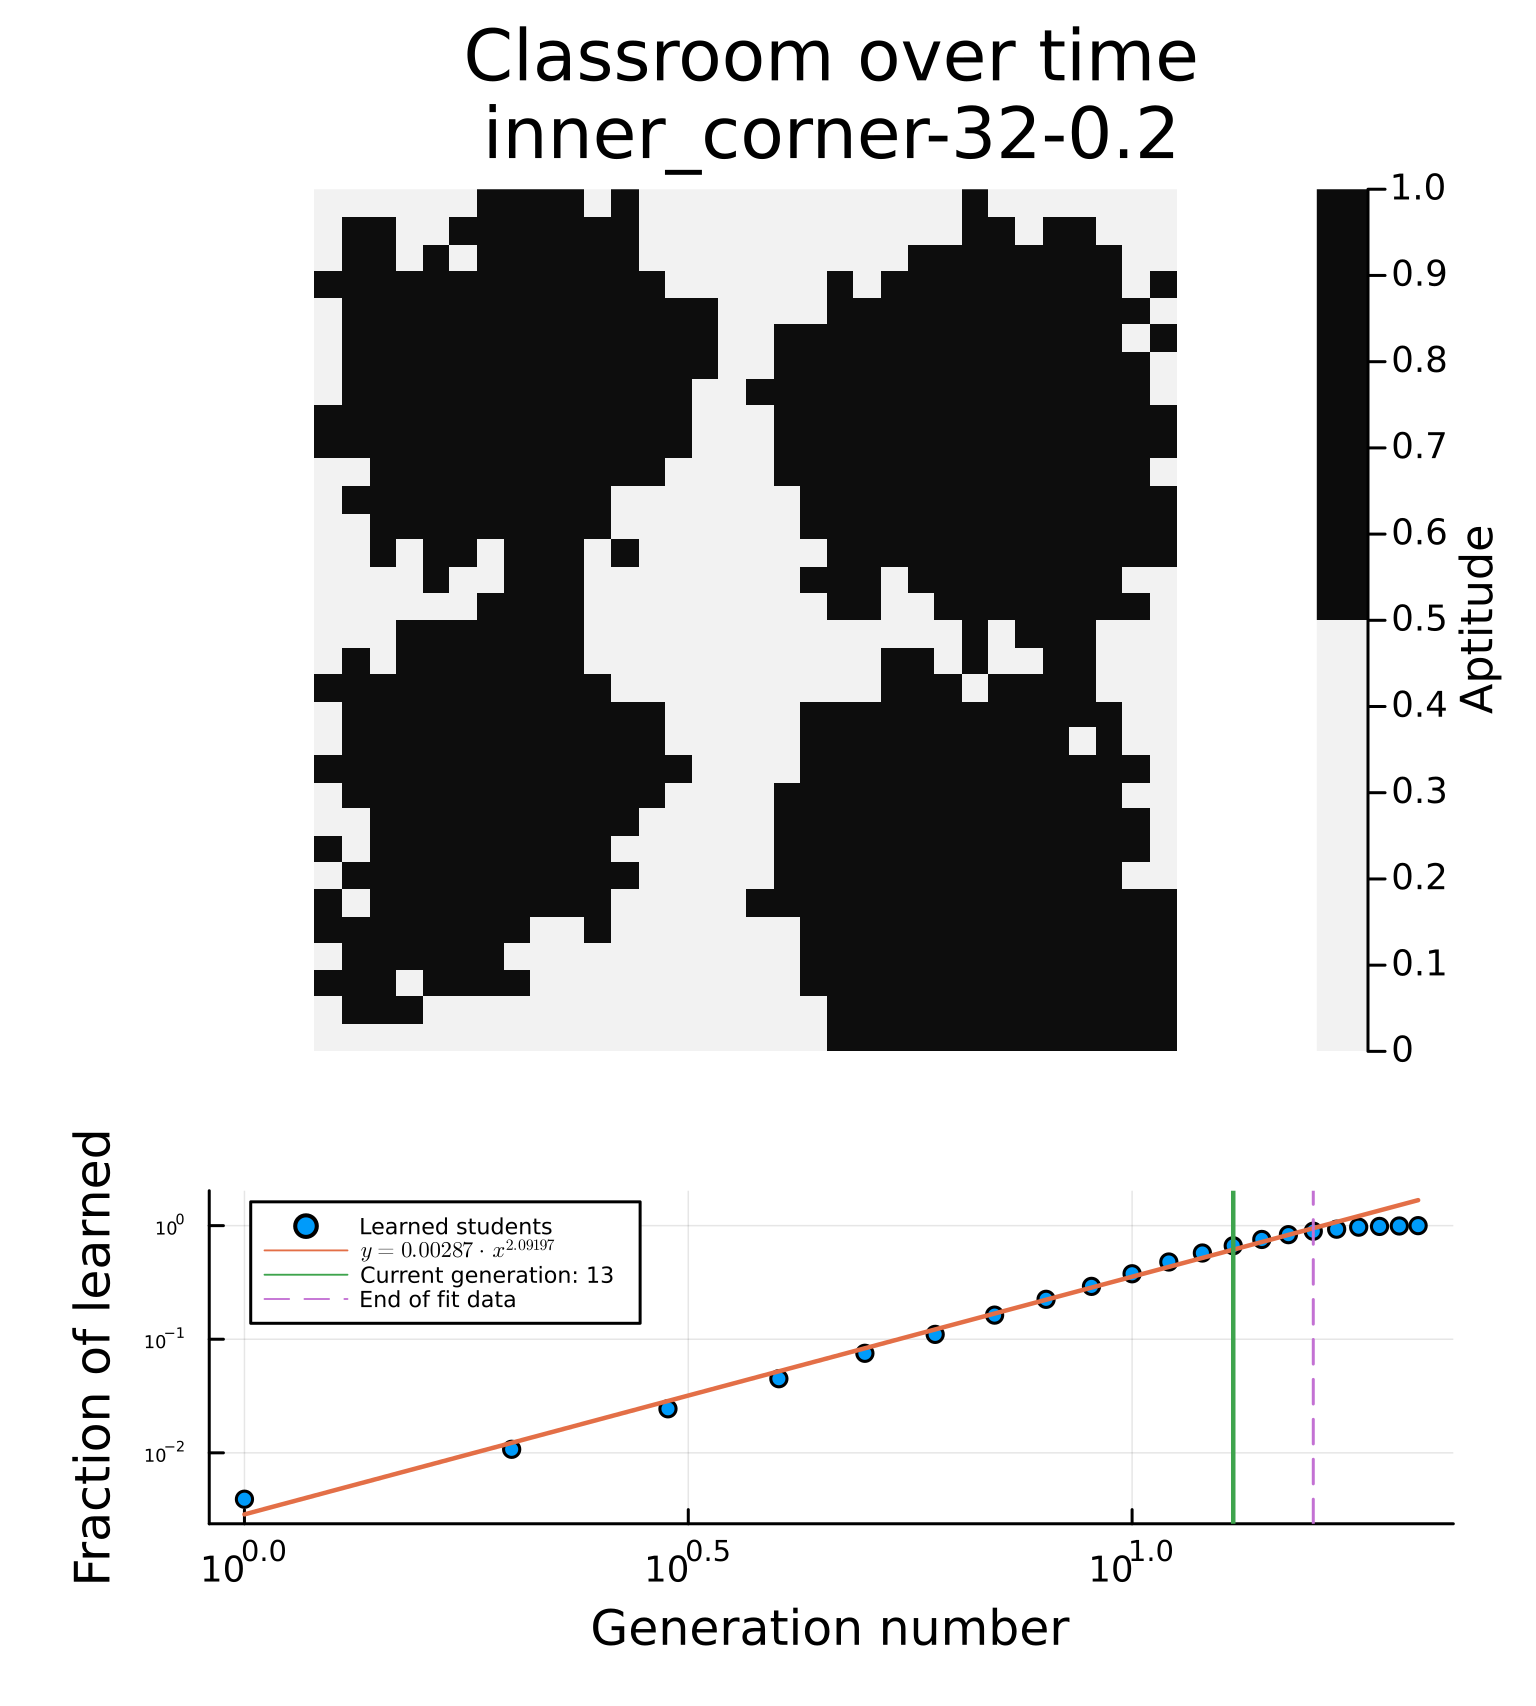 Classroom over time
inner_corner-32-0.2
1.0
0.9
0.8
0.7
0.6
0.5
0.4
0.3
0.2
0.1
0
Aptitude
Fraction of learned
10⁰
10⁻¹
10⁻²
Learned students
y = 0.00287 · x^2.09197
Current generation: 13
End of fit data
10^0.0
10^0.5
10^1.0
Generation number